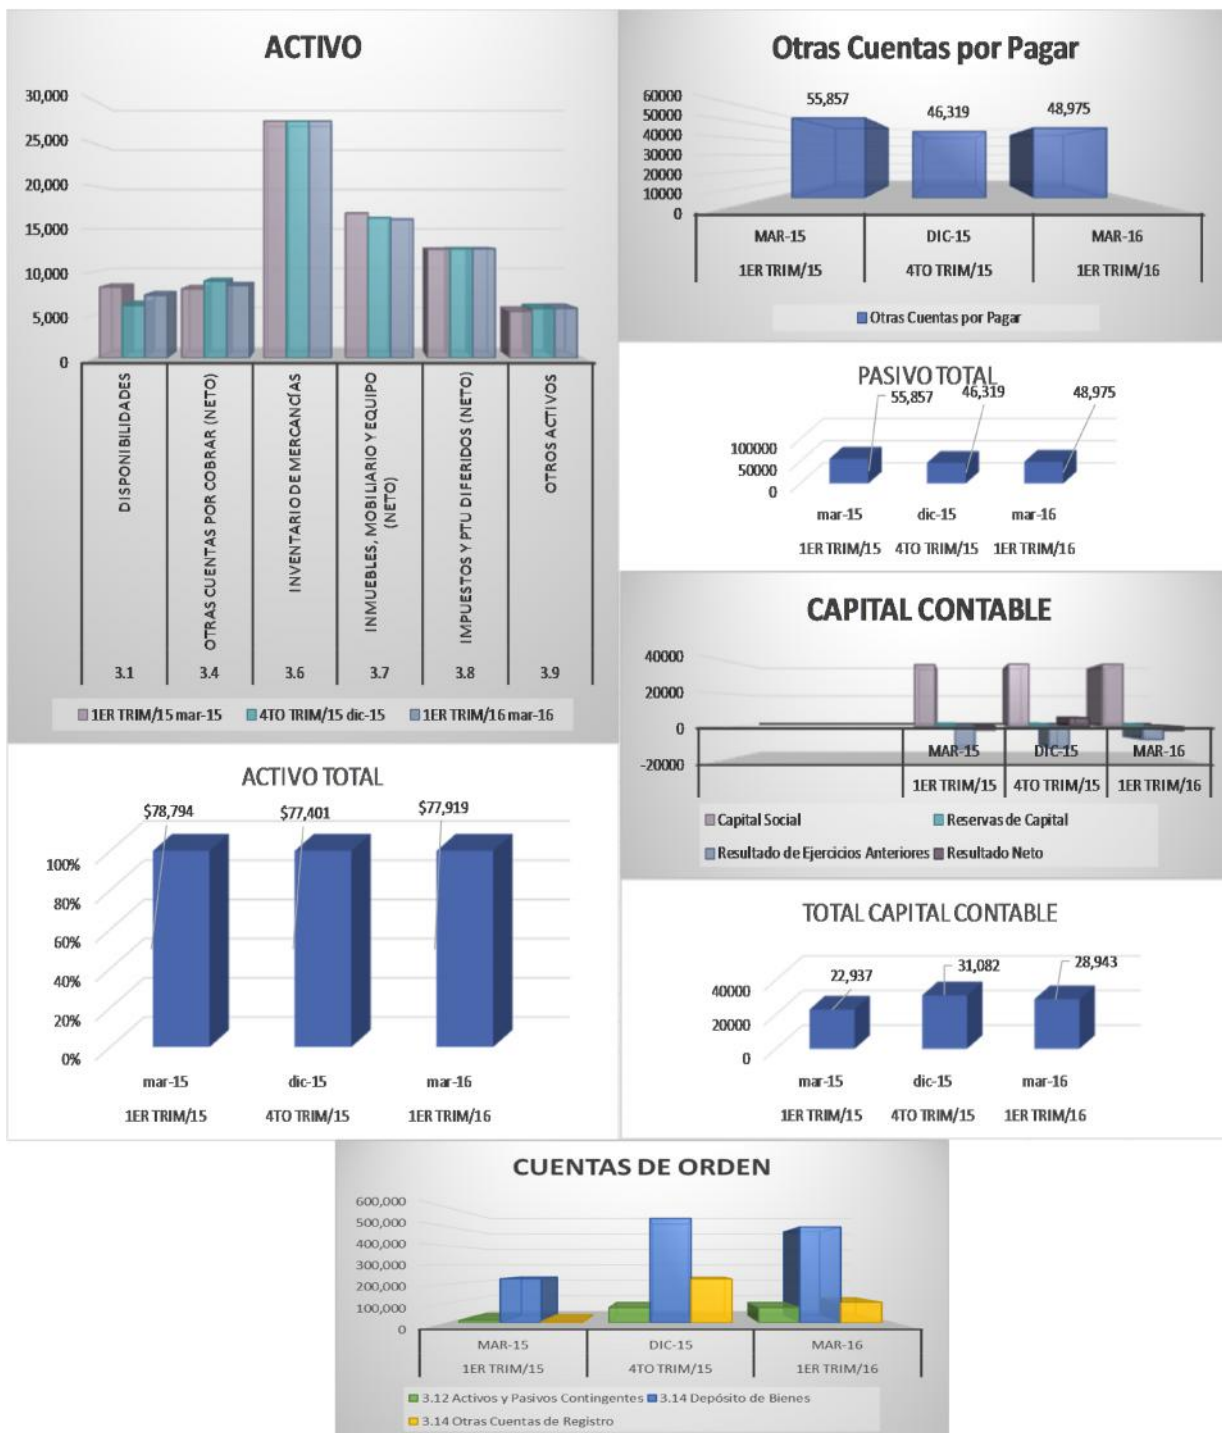 ACTIVO
30,000
25,000
20,000
15,000
10,000
5,000
0
DISPONIBILIDADES
OTRAS CUENTAS POR COBRAR (NETO)
INVENTARIO DE MERCANCÍAS
INMUEBLES, MOBILIARIO Y EQUIPO
(NETO)
IMPUESTOS Y PTU DIFERIDOS (NETO)
OTROS ACTIVOS
3.1 3.4 3.6 3.7 3.8 3.9
1ER TRIM/15 mar-15 4TO TRIM/15 dic-15 1ER TRIM/16 mar-16
ACTIVO TOTAL
$78,794 $77,401 $77,919
100%
80%
60%
40%
20%
0%
mar-15 dic-15 mar-16
1ER TRIM/15 4TO TRIM/15 1ER TRIM/16
Otras Cuentas por Pagar
55,857 46,319 48,975
60000
50000
40000
30000
20000
10000
0
MAR-15 DIC-15 MAR-16
1ER TRIM/15 4TO TRIM/15 1ER TRIM/16
Otras Cuentas por Pagar
PASIVO TOTAL
55,857 46,319 48,975
100000
50000
0
mar-15 dic-15 mar-16
1ER TRIM/15 4TO TRIM/15 1ER TRIM/16
CAPITAL CONTABLE
40000
20000
0
-20000
MAR-15 DIC-15 MAR-16
1ER TRIM/15 4TO TRIM/15 1ER TRIM/16
Capital Social Reservas de Capital
Resultado de Ejercicios Anteriores Resultado Neto
TOTAL CAPITAL CONTABLE
22,937 31,082 28,943
40000
20000
0
mar-15 dic-15 mar-16
1ER TRIM/15 4TO TRIM/15 1ER TRIM/16
CUENTAS DE ORDEN
600,000
500,000
400,000
300,000
200,000
100,000
0
MAR-15 DIC-15 MAR-16
1ER TRIM/15 4TO TRIM/15 1ER TRIM/16
3.12 Activos y Pasivos Contingentes 3.14 Depósito de Bienes
3.14 Otras Cuentas de Registro